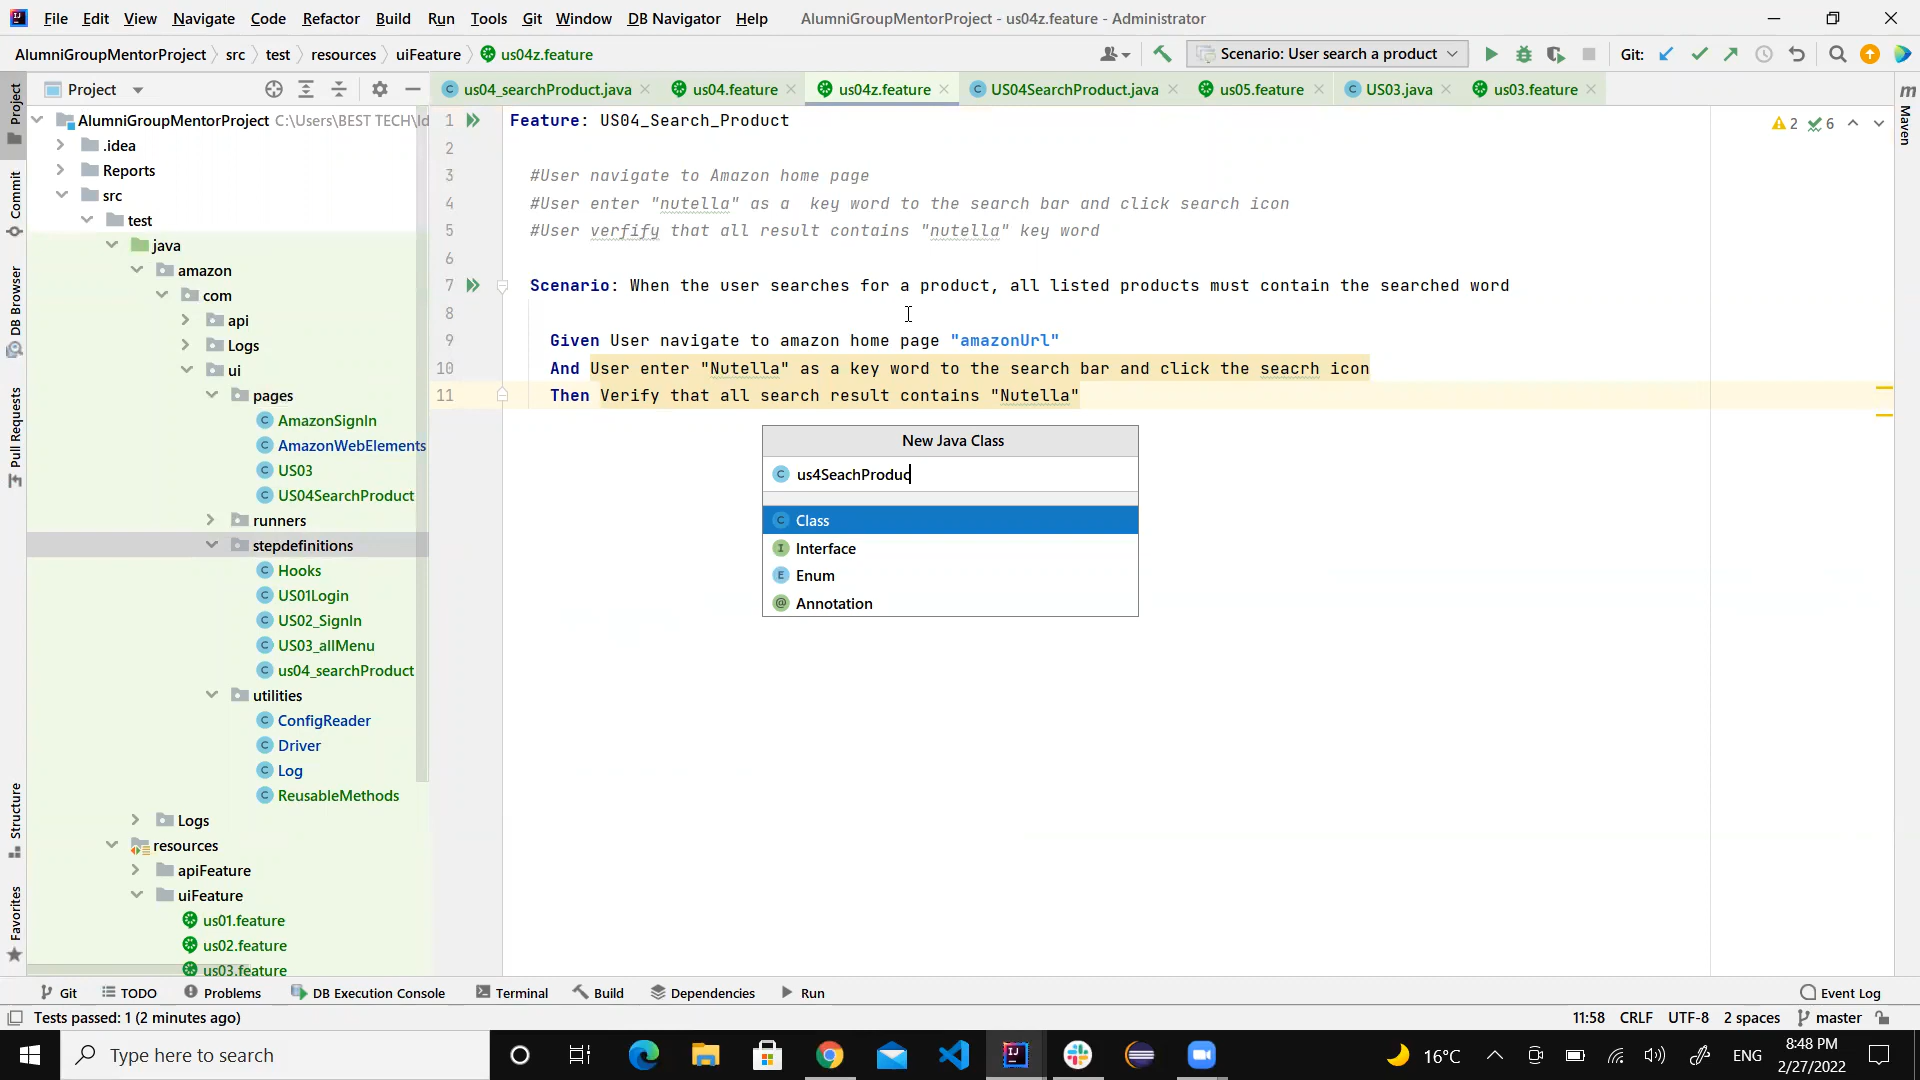 File Edit View Navigate Code Refactor Build Run Tools Git Window DB Navigator Help AlumniGroupMentorProject - us04z.feature - Administrator
AlumniGroupMentorProject src test resources uiFeature us04z.feature Scenario: User search a product Git:
Project us04_searchProduct.java us04.feature us04z.feature US04SearchProduct.java us05.feature US03.java us03.feature
Project
Commit
DB Browser
Pull Requests
Structure
Favorites
m Maven
AlumniGroupMentorProject C:\Users\BEST TECH\Id
.idea
Reports
src
test
java
amazon
com
api
Logs
ui
pages
AmazonSignIn
AmazonWebElements
US03
US04SearchProduct
runners
stepdefinitions
Hooks
US01Login
US02_SignIn
US03_allMenu
us04_searchProduct
utilities
ConfigReader
Driver
Log
ReusableMethods
Logs
resources
apiFeature
uiFeature
us01.feature
us02.feature
us03.feature
2 6
1 Feature: US04_Search_Product
2
3 #User navigate to Amazon home page
4 #User enter "nutella" as a  key word to the search bar and click search icon
5 #User verfify that all result contains "nutella" key word
6
7 Scenario: When the user searches for a product, all listed products must contain the searched word
8
9 Given User navigate to amazon home page "amazonUrl"
10 And User enter "Nutella" as a key word to the search bar and click the seacrh icon
11 Then Verify that all search result contains "Nutella"
New Java Class
C us4SeachProduc
C Class
I Interface
E Enum
@ Annotation
Git TODO Problems DB Execution Console Terminal Build Dependencies Run Event Log
Tests passed: 1 (2 minutes ago) 11:58 CRLF UTF-8 2 spaces master
Type here to search 16°C ENG 8:48 PM
2/27/2022